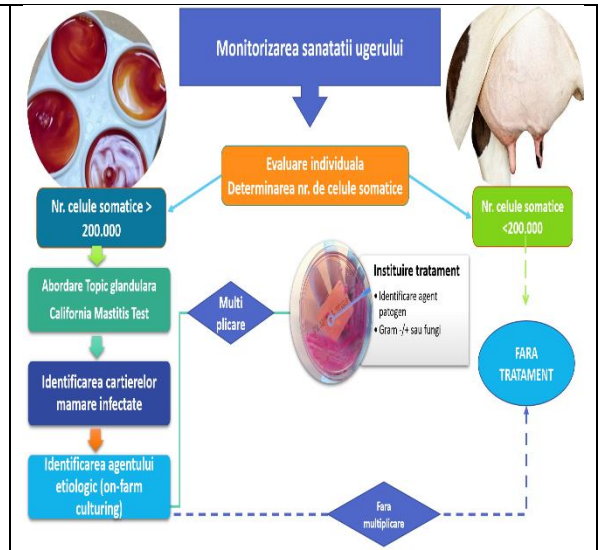 Monitorizarea sanatatii ugerului
Evaluare individuala
Determinarea nr. de celule somatice
Nr. celule somatice >
200.000
Nr. celule somatice
<200.000
Abordare Topic glandulara
California Mastitis Test
Multi
plicare
Instituire tratament
• Identificare agent
patogen
• Gram -/+ sau fungi
FARA
TRATAMENT
Identificarea cartierelor
mamare infectate
Identificarea agentului
etiologic (on-farm
culturing)
Fara
multiplicare